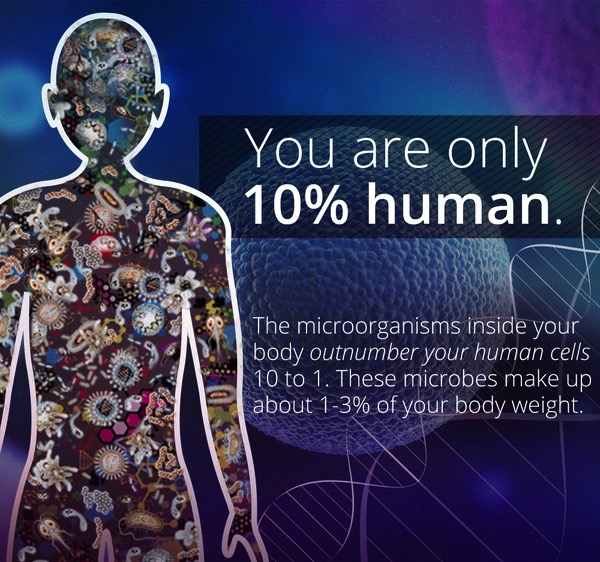 You are only
10% human.
The microorganisms inside your
body outnumber your human cells
10 to 1. These microbes make up
about 1-3% of your body weight.